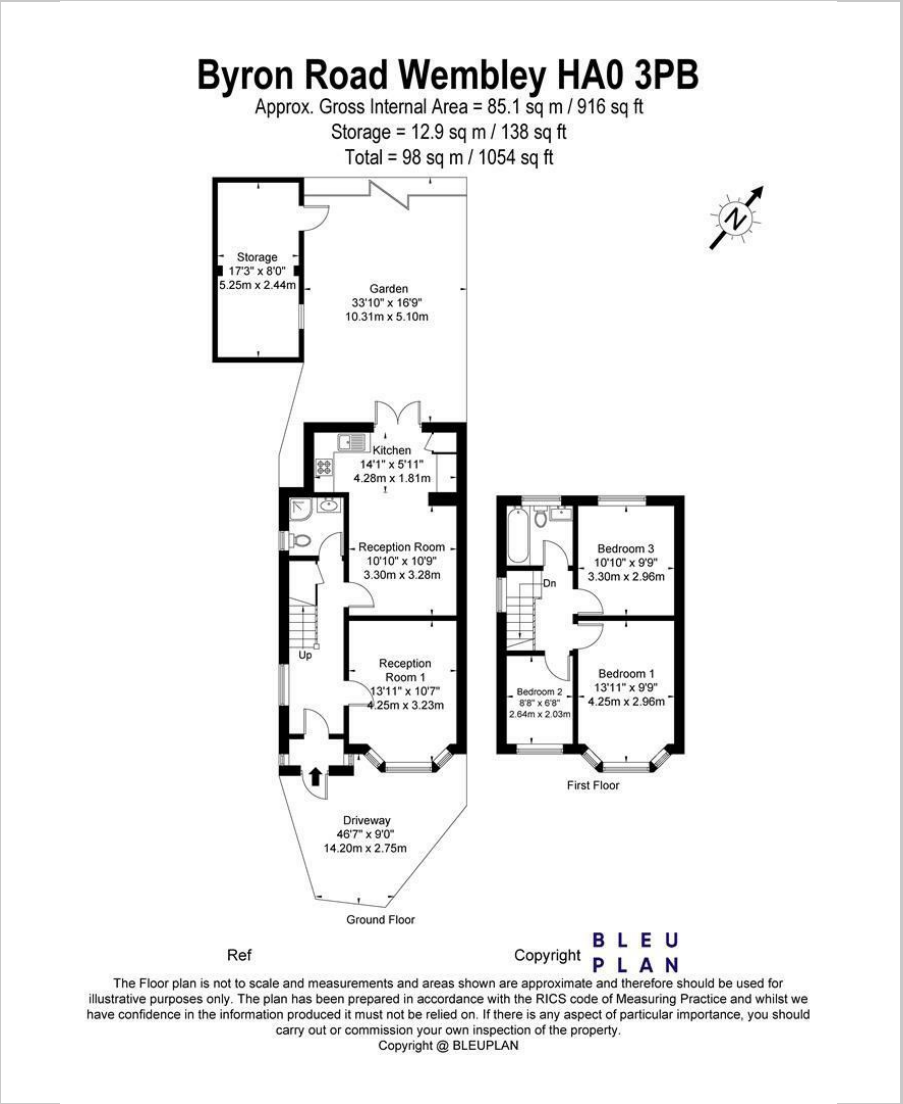 Byron Road Wembley HA0 3PB
Approx. Gross Internal Area = 85.1 sq m / 916 sq ft
Storage = 12.9 sq m / 138 sq ft
Total = 98 sq m / 1054 sq ft
N
Storage
17'3" x 8'0"
5.25m x 2.44m
Garden
33'10" x 16'9"
10.31m x 5.10m
Kitchen
14'1" x 5'11"
4.28m x 1.81m
Reception Room
10'10" x 10'9"
3.30m x 3.28m
Up
Reception
Room 1
13'11" x 10'7"
4.25m x 3.23m
Driveway
46'7" x 9'0"
14.20m x 2.75m
Ground Floor
Bedroom 3
10'10" x 9'9"
3.30m x 2.96m
Dn
Bedroom 2
8'8" x 6'8"
2.64m x 2.03m
Bedroom 1
13'11" x 9'9"
4.25m x 2.96m
First Floor
Ref
Copyright
BLEU
PLAN
The Floor plan is not to scale and measurements and areas shown are approximate and therefore should be used for
illustrative purposes only. The plan has been prepared in accordance with the RICS code of Measuring Practice and whilst we
have confidence in the information produced it must not be relied on. If there is any aspect of particular importance, you should
carry out or commission your own inspection of the property.
Copyright @ BLEUPLAN